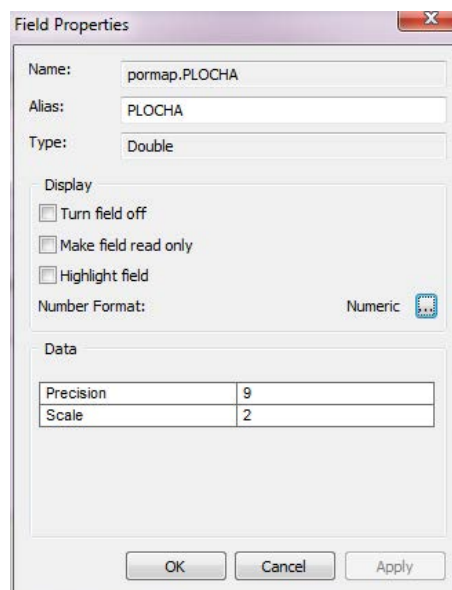 Field Properties
Name: pormap.PLOCHA
Alias: PLOCHA
Type: Double
Display
Turn field off
Make field read only
Highlight field
Number Format: Numeric ...
Data
Precision 9
Scale 2
OK Cancel Apply